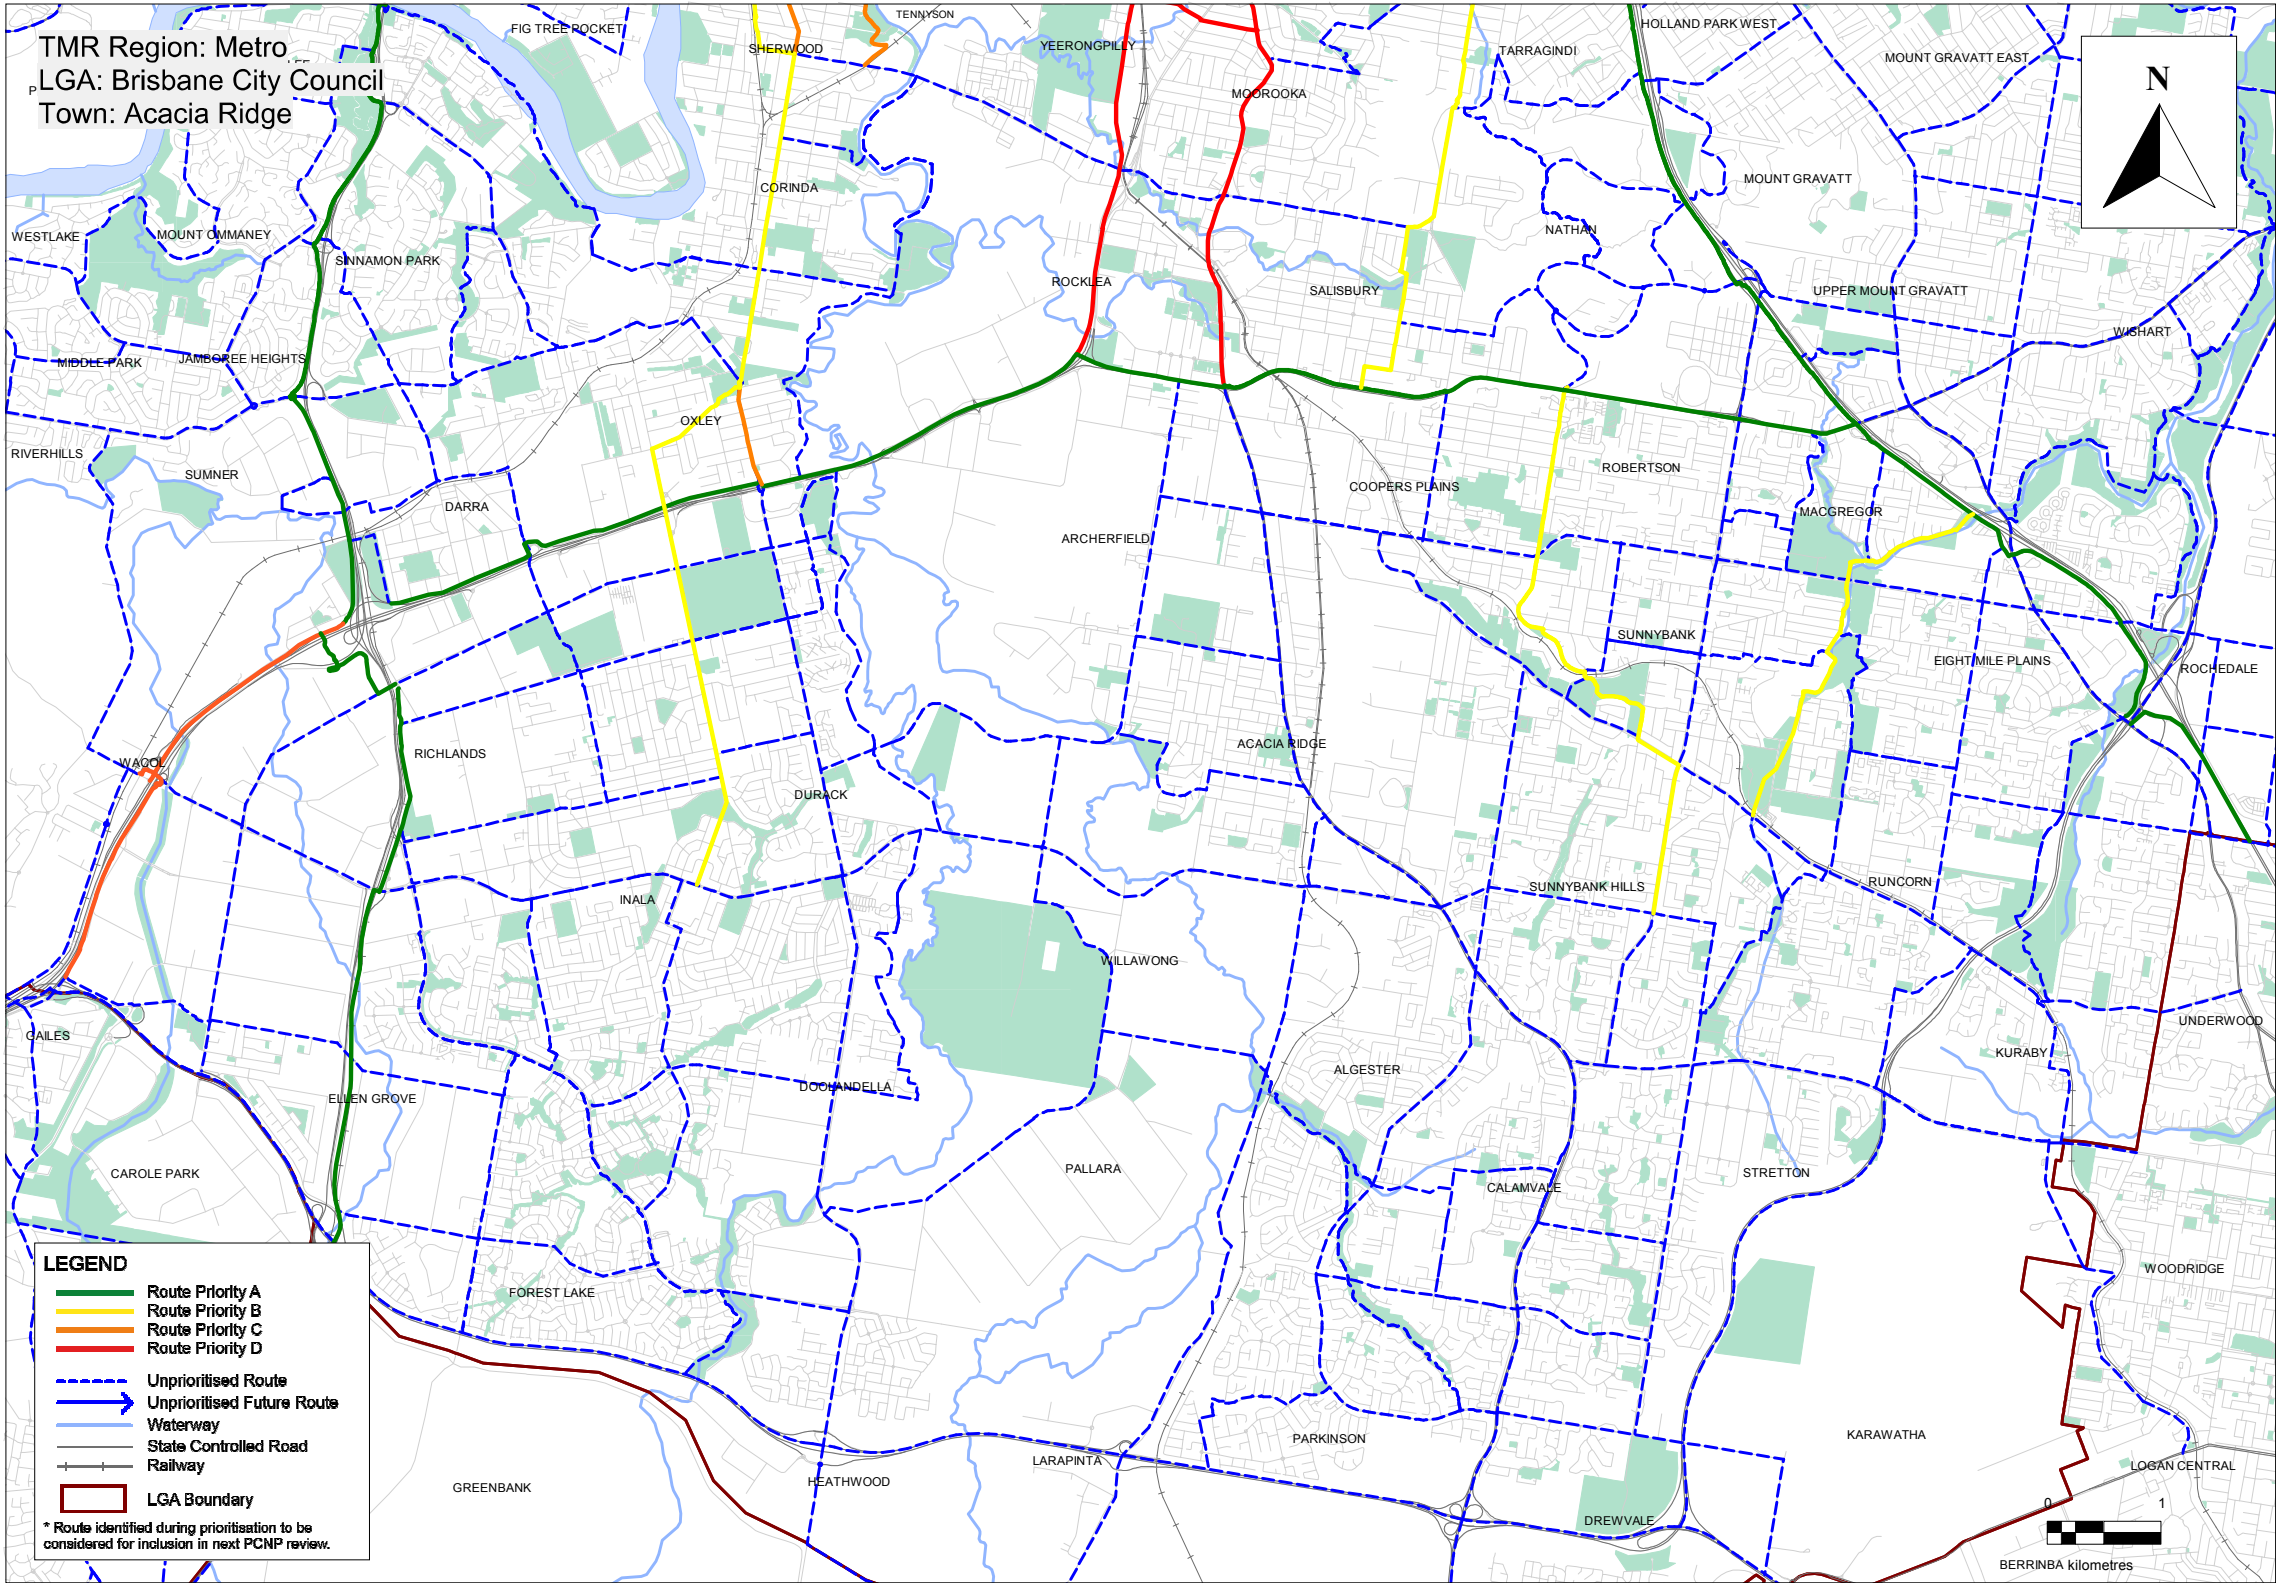 TMR Region: Metro
LGA: Brisbane City Council
Town: Acacia Ridge
N
FIG TREE POCKET
SHERWOOD
TENNYSON
YEERONGPILLY
MOOROOKA
TARRAGINDI
HOLLAND PARK WEST
MOUNT GRAVATT EAST
MOUNT GRAVATT
CORINDA
WESTLAKE
MOUNT OMMANEY
SINNAMON PARK
NATHAN
ROCKLEA
SALISBURY
UPPER MOUNT GRAVATT
WISHART
MIDDLE PARK
JAMBOREE HEIGHTS
OXLEY
RIVERHILLS
SUMNER
DARRA
COOPERS PLAINS
ROBERTSON
MACGREGOR
ARCHERFIELD
SUNNYBANK
EIGHT MILE PLAINS
ROCHEDALE
WACOL
RICHLANDS
ACACIA RIDGE
DURACK
INALA
SUNNYBANK HILLS
RUNCORN
WILLAWONG
GAILES
UNDERWOOD
KURABY
ALGESTER
DOOLANDELLA
ELLEN GROVE
CAROLE PARK
PALLARA
CALAMVALE
STRETTON
WOODRIDGE
FOREST LAKE
PARKINSON
KARAWATHA
LARAPINTA
LOGAN CENTRAL
HEATHWOOD
GREENBANK
DREWVALE
0 1
BERRINBA kilometres
LEGEND
Route Priority A
Route Priority B
Route Priority C
Route Priority D
Unprioritised Route
Unprioritised Future Route
Waterway
State Controlled Road
Railway
LGA Boundary
* Route identified during prioritisation to be
considered for inclusion in next PCNP review.